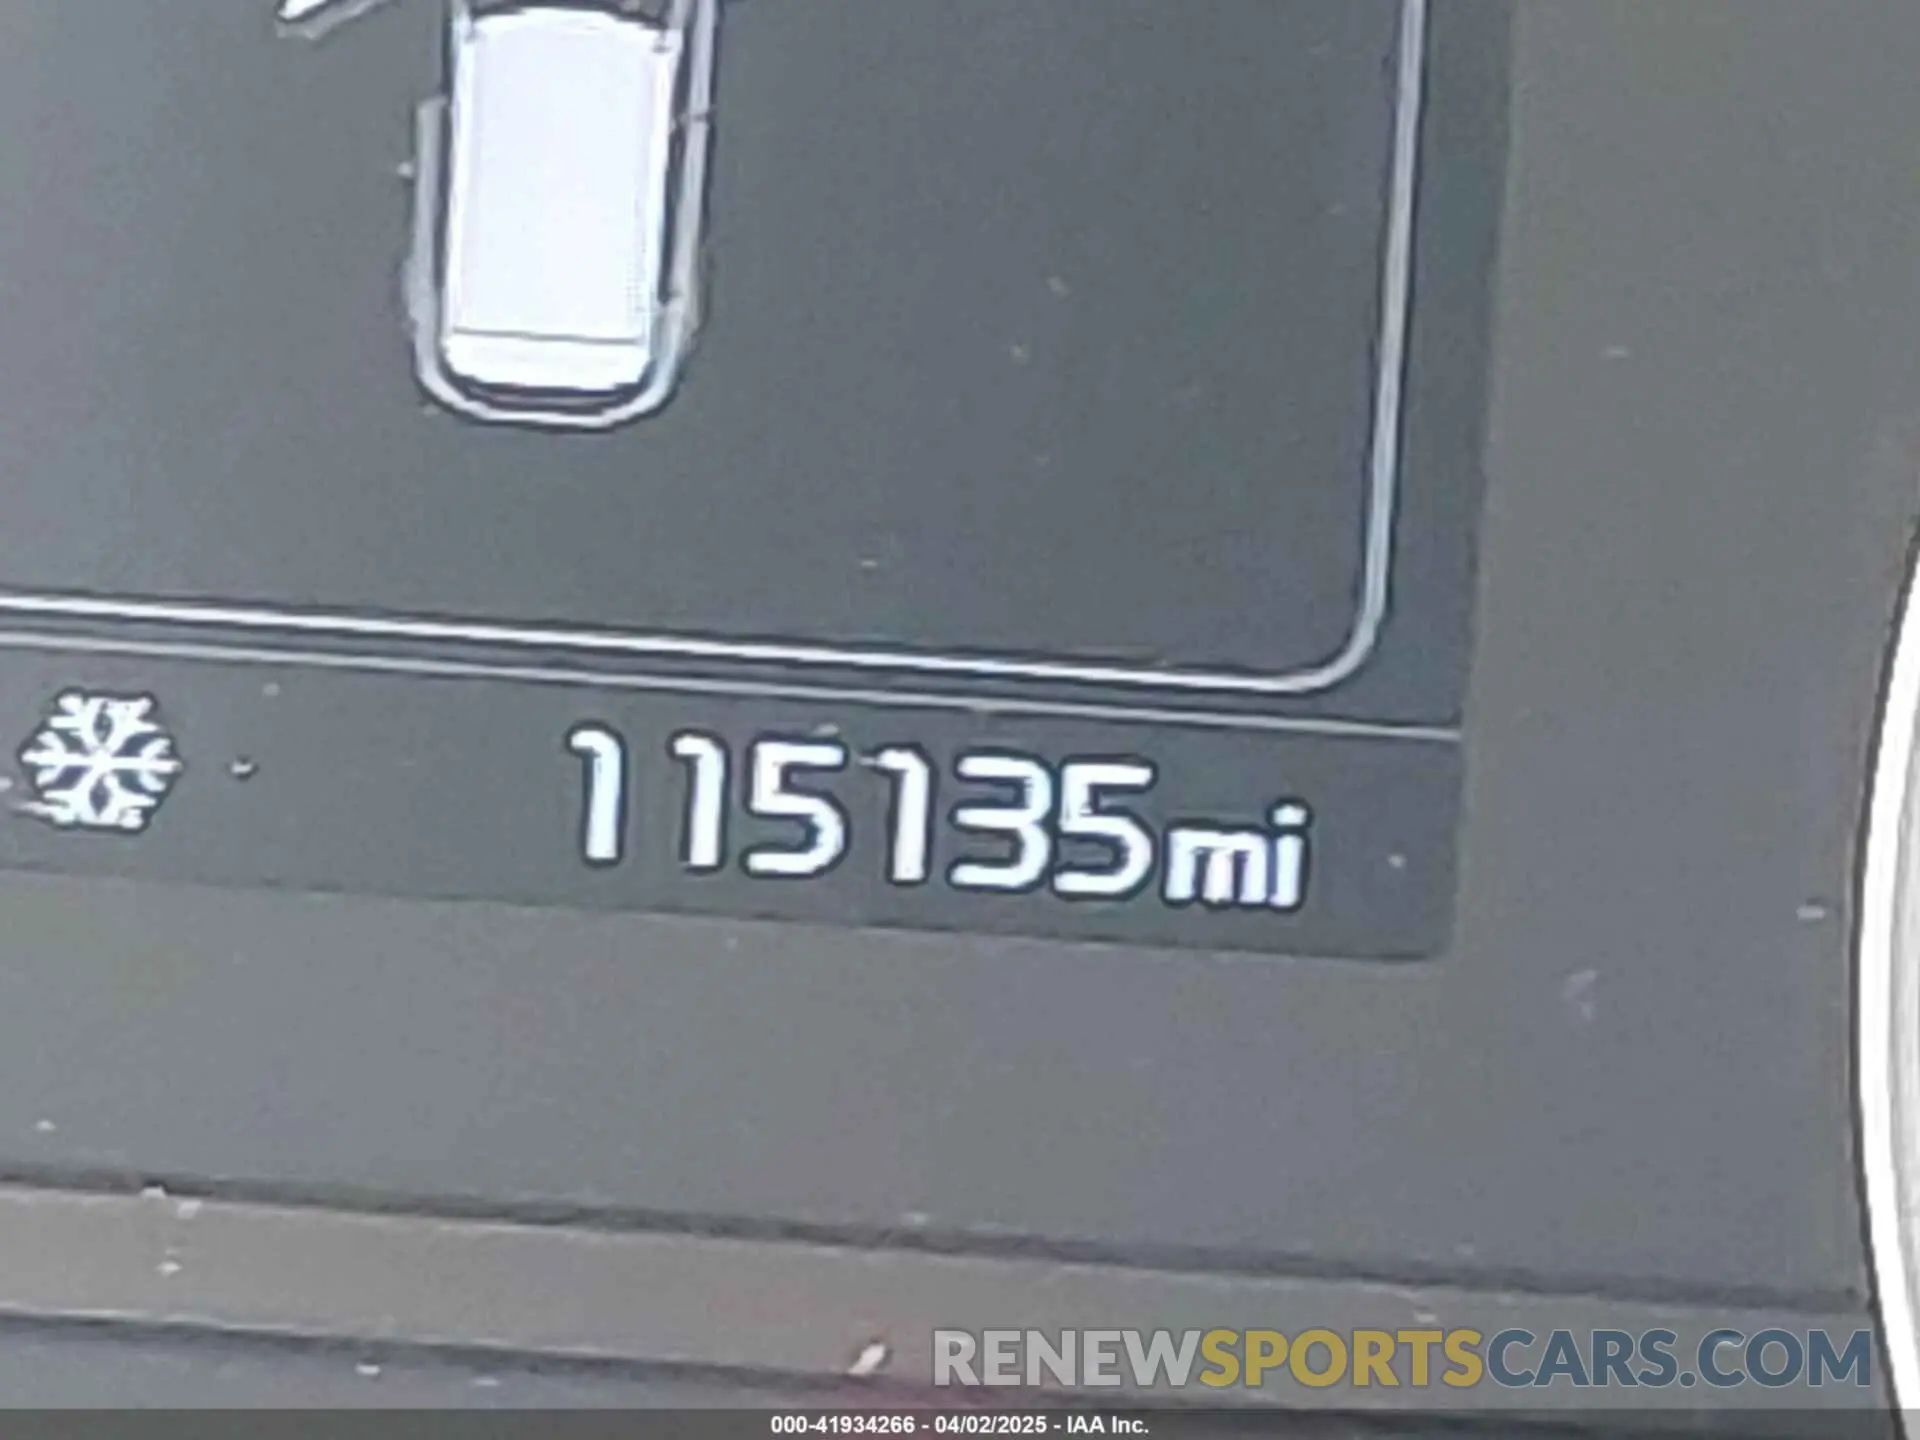 115135mi
RENEWSPORTSCARS.COM
000-41934266 - 04/02/2025 - IAA Inc.